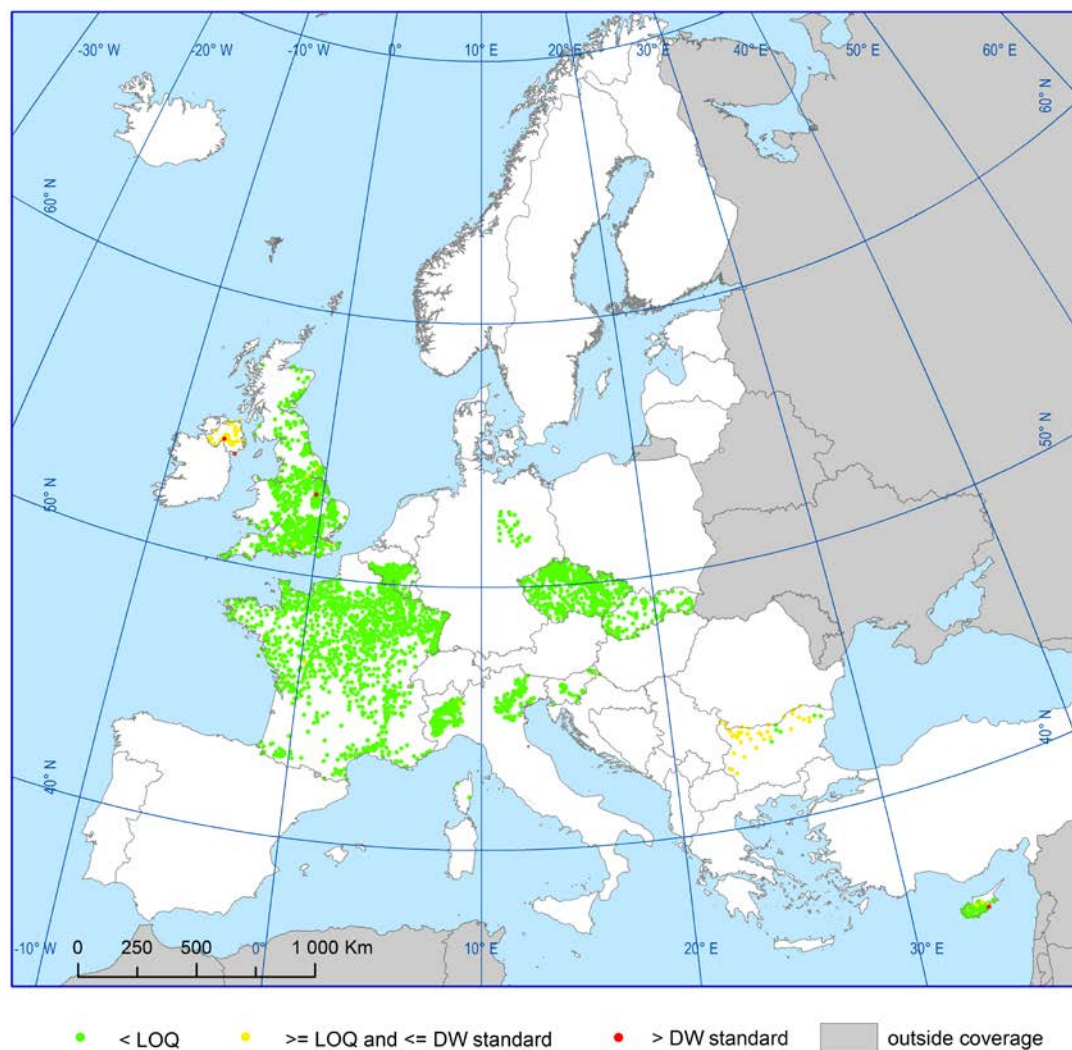 -30° W -20° W -10° W 0° 10° E 20° E 30° E 40° E 50° E 60° E
60° N
60° N
50° N
50° N
40° N
40° N
0 250 500 1 000 Km
-10° W 0° 10° E 20° E 30° E
< LOQ >= LOQ and <= DW standard > DW standard outside coverage